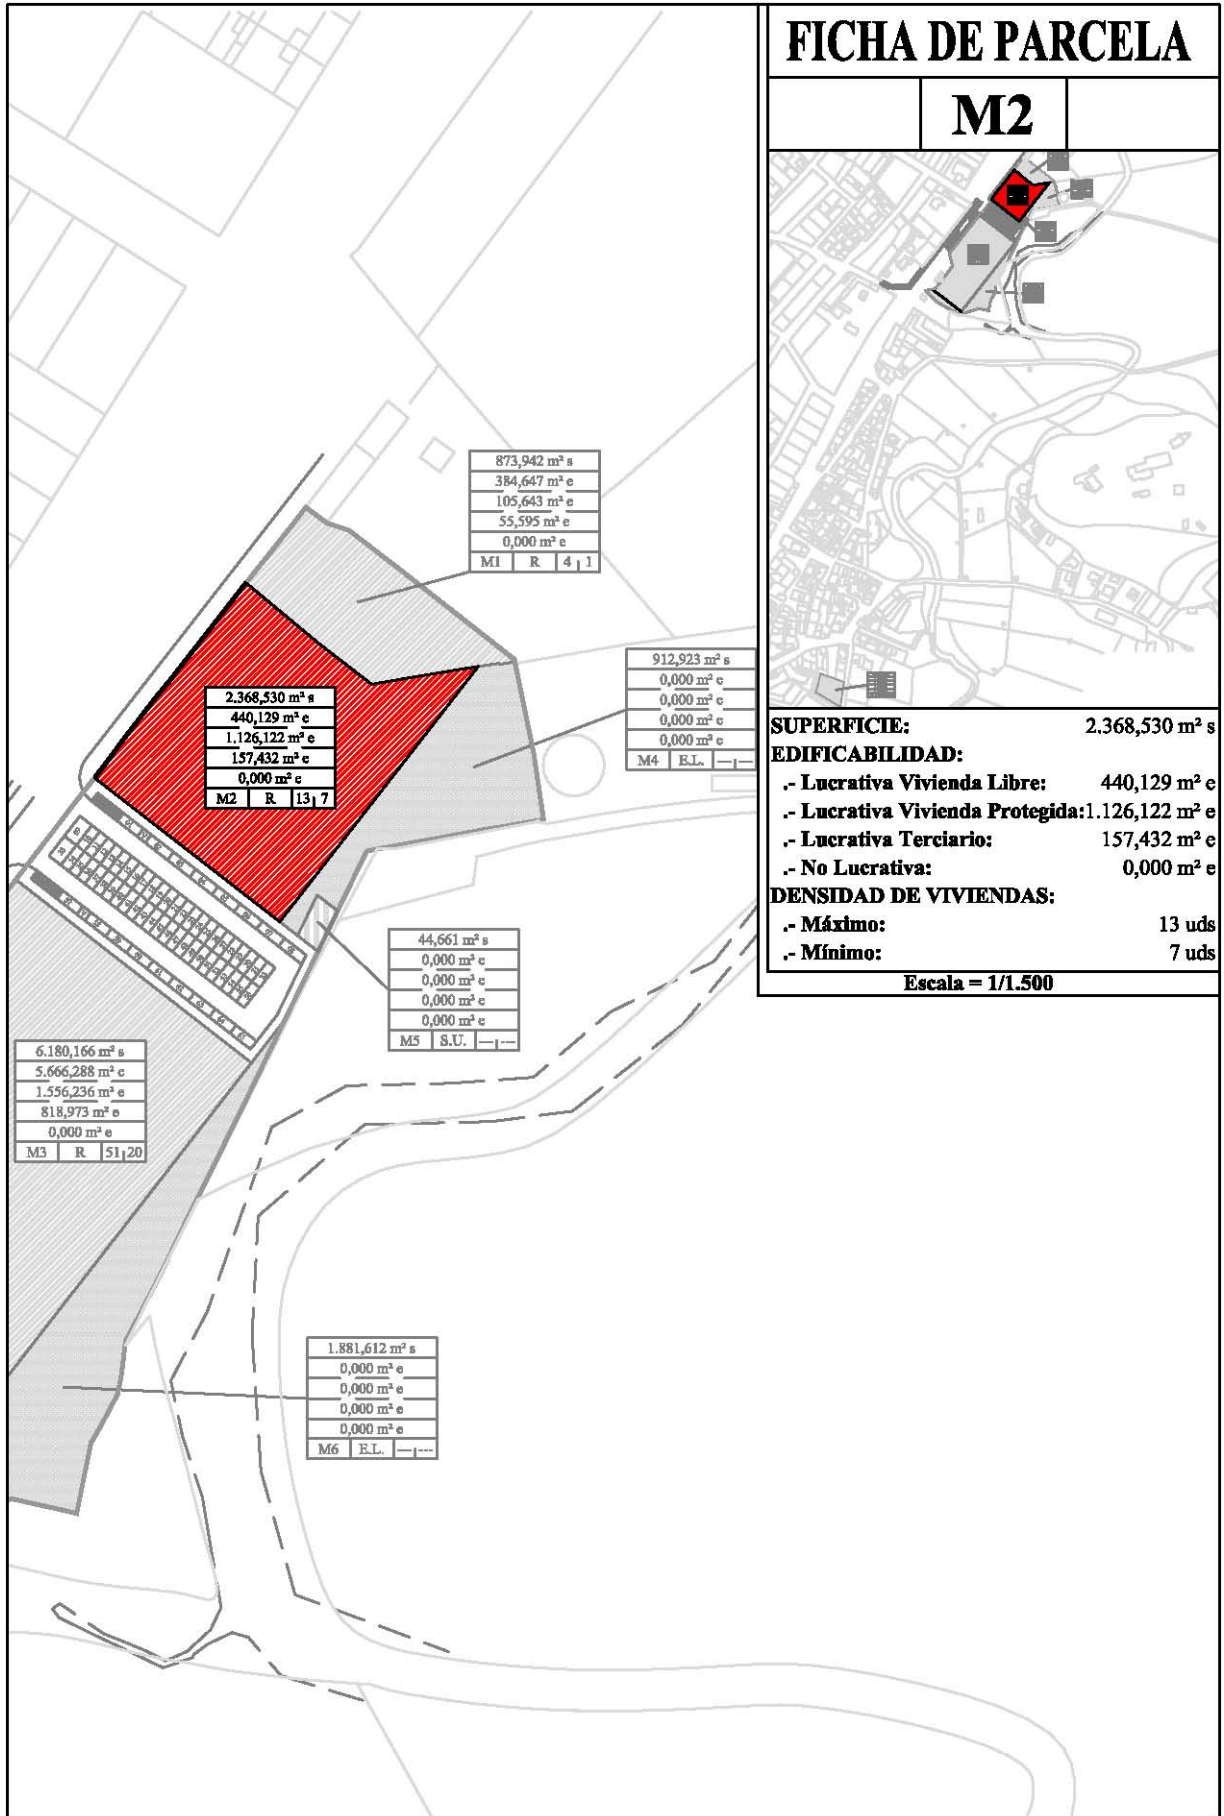 FICHA DE PARCELA
M2
873,942 m² s
384,647 m² e
105,643 m² e
55,595 m² e
0,000 m² e
M1 R 4 1
912,923 m² s
0,000 m² e
0,000 m² e
0,000 m² e
0,000 m² e
M4 E.L. ---
2.368,530 m² s
440,129 m² e
1.126,122 m² e
157,432 m² e
0,000 m² e
M2 R 13 7
SUPERFICIE: 2.368,530 m² s
EDIFICABILIDAD:
.- Lucrativa Vivienda Libre: 440,129 m² e
.- Lucrativa Vivienda Protegida: 1.126,122 m² e
.- Lucrativa Terciario: 157,432 m² e
.- No Lucrativa: 0,000 m² e
DENSIDAD DE VIVIENDAS:
.- Máximo: 13 uds
.- Mínimo: 7 uds
Escala = 1/1.500
44,661 m² s
0,000 m² e
0,000 m² e
0,000 m² e
0,000 m² e
M5 S.U. ---
6.180,166 m² s
5.666,288 m² e
1.556,236 m² e
818,973 m² e
0,000 m² e
M3 R 51 20
1.881,612 m² s
0,000 m² e
0,000 m² e
0,000 m² e
0,000 m² e
M6 E.L. ---